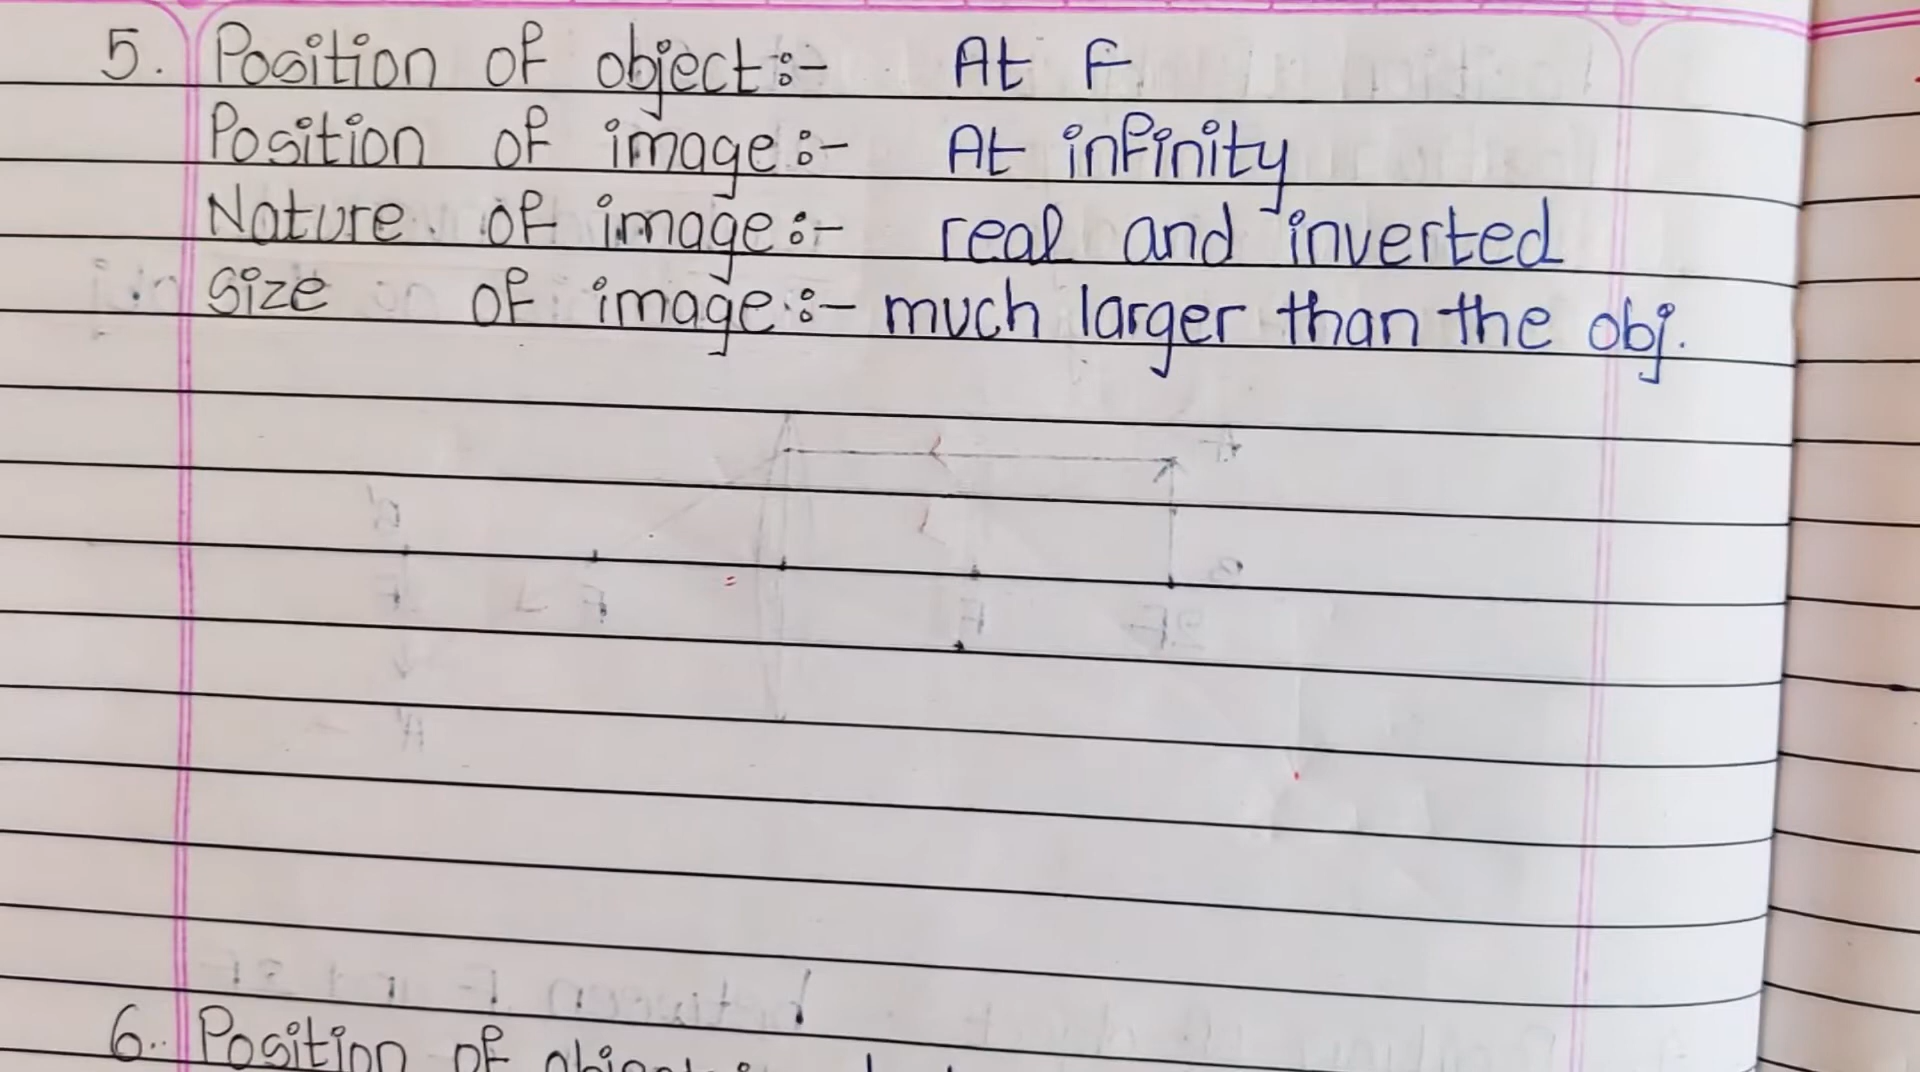 5. Position of object:- At F
Position of image:- At infinity
Nature of image:- real and inverted
Size of image:- much larger than the obj.
6. Position of